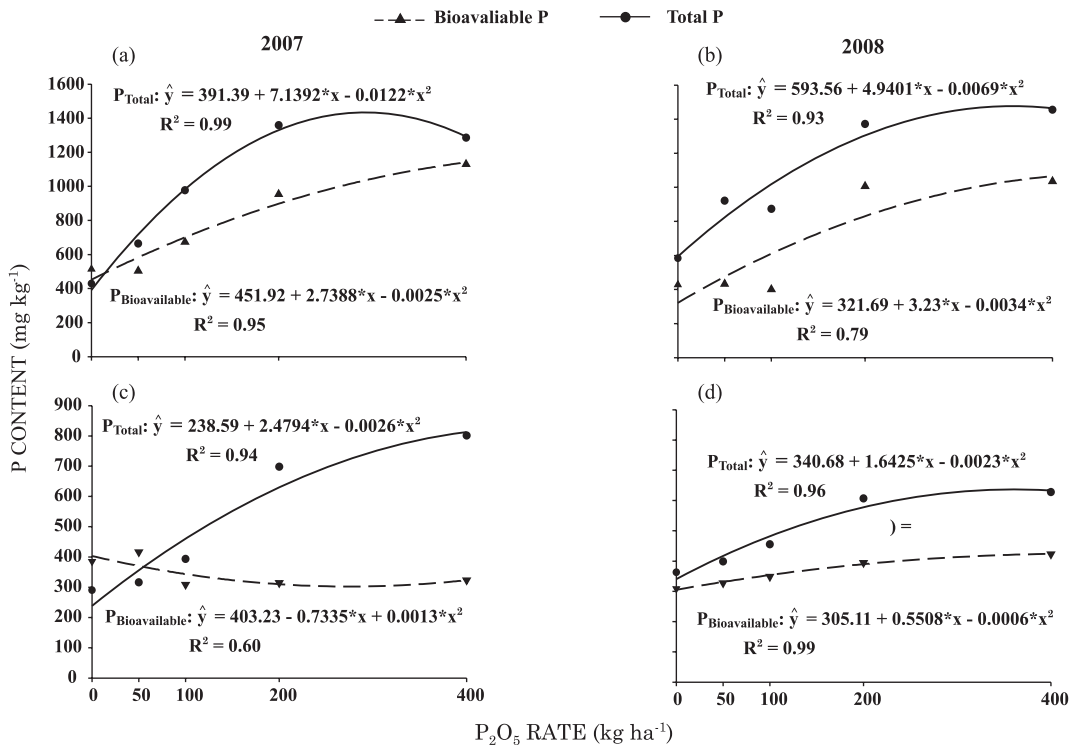 Bioavaliable P
Total P
2007
2008
(a)
P_Total: ŷ = 391.39 + 7.1392*x - 0.0122*x²
R² = 0.99
P_Bioavailable: ŷ = 451.92 + 2.7388*x - 0.0025*x²
R² = 0.95
1600
1400
1200
1000
800
600
400
200
0
(b)
P_Total: ŷ = 593.56 + 4.9401*x - 0.0069*x²
R² = 0.93
P_Bioavailable: ŷ = 321.69 + 3.23*x - 0.0034*x²
R² = 0.79
P CONTENT (mg kg⁻¹)
(c)
P_Total: ŷ = 238.59 + 2.4794*x - 0.0026*x²
R² = 0.94
P_Bioavailable: ŷ = 403.23 - 0.7335*x + 0.0013*x²
R² = 0.60
900
800
700
600
500
400
300
200
100
0
0 50 100 200 400
(d)
P_Total: ŷ = 340.68 + 1.6425*x - 0.0023*x²
R² = 0.96
) =
P_Bioavailable: ŷ = 305.11 + 0.5508*x - 0.0006*x²
R² = 0.99
0 50 100 200 400
P₂O₅ RATE (kg ha⁻¹)